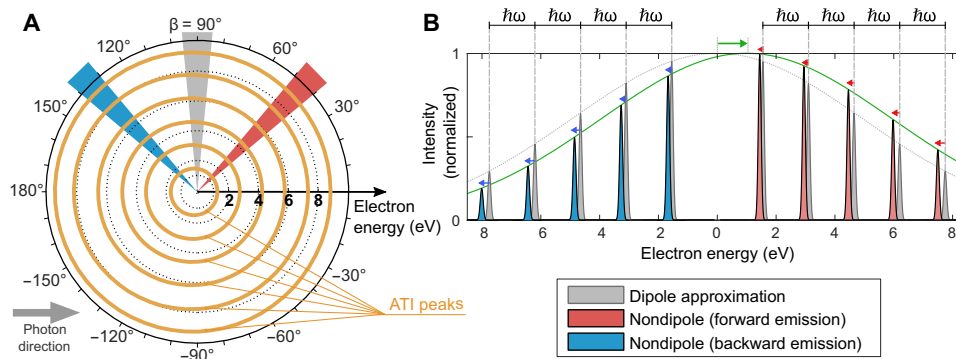 A
β = 90°
120°
60°
150°
30°
180°
2 4 6 8
Electron
energy (eV)
−150°
−30°
−120°
−60°
−90°
ATI peaks
Photon
direction
B
ħω ħω ħω ħω ħω ħω ħω ħω
1
0
Intensity
(normalized)
8 6 4 2 0 2 4 6 8
Electron energy (eV)
Dipole approximation
Nondipole (forward emission)
Nondipole (backward emission)